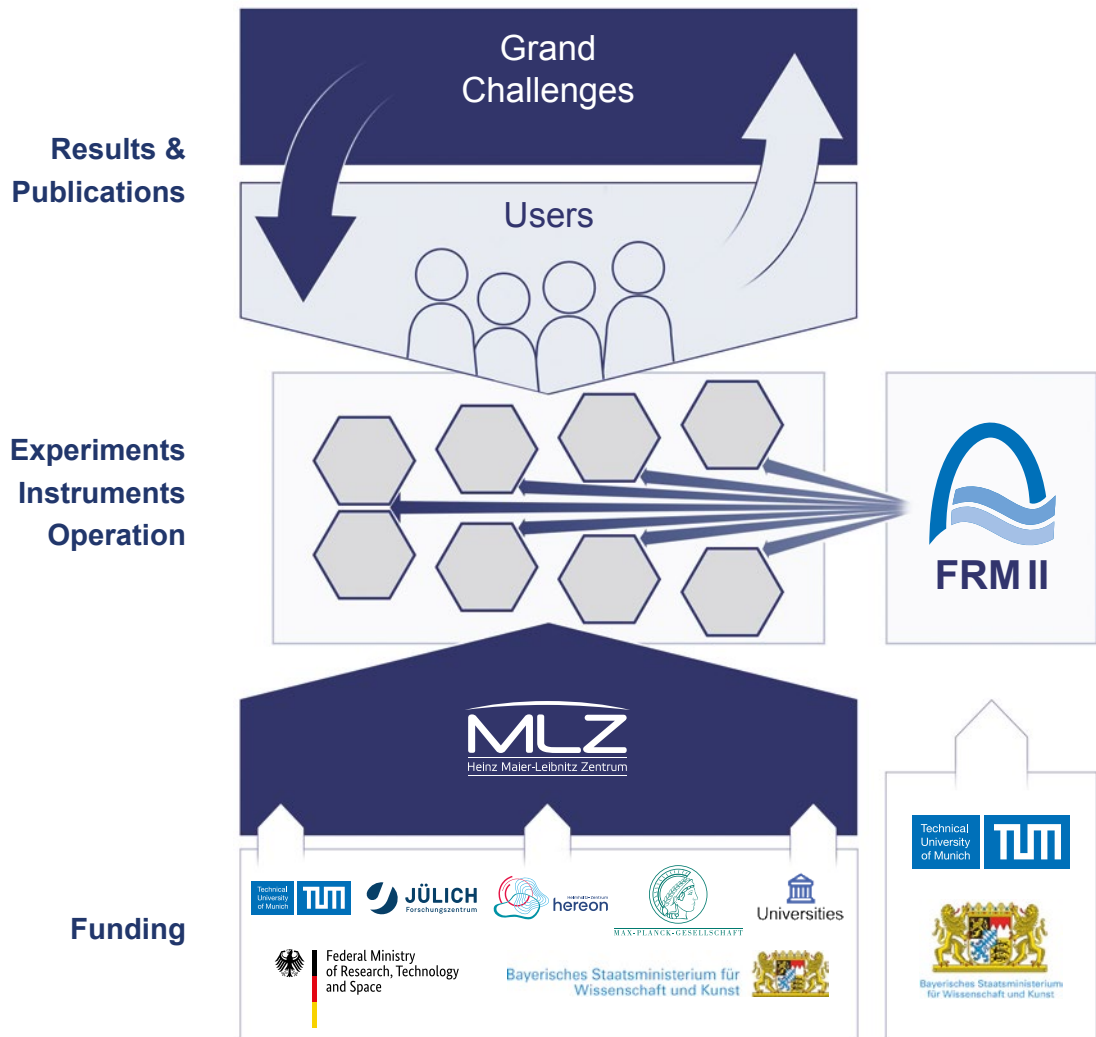 Grand
Challenges
Results &
Publications
Users
Experiments
Instruments
Operation
FRM II
MLZ
Heinz Maier-Leibnitz Zentrum
Technical
University
of Munich
TUM
Funding
Technical
University
of Munich
TUM
JÜLICH
Forschungszentrum
Helmholtz-Zentrum
hereon
MAX-PLANCK-GESELLSCHAFT
Universities
Federal Ministry
of Research, Technology
and Space
Bayerisches Staatsministerium für
Wissenschaft und Kunst
Bayerisches Staatsministerium
für Wissenschaft und Kunst